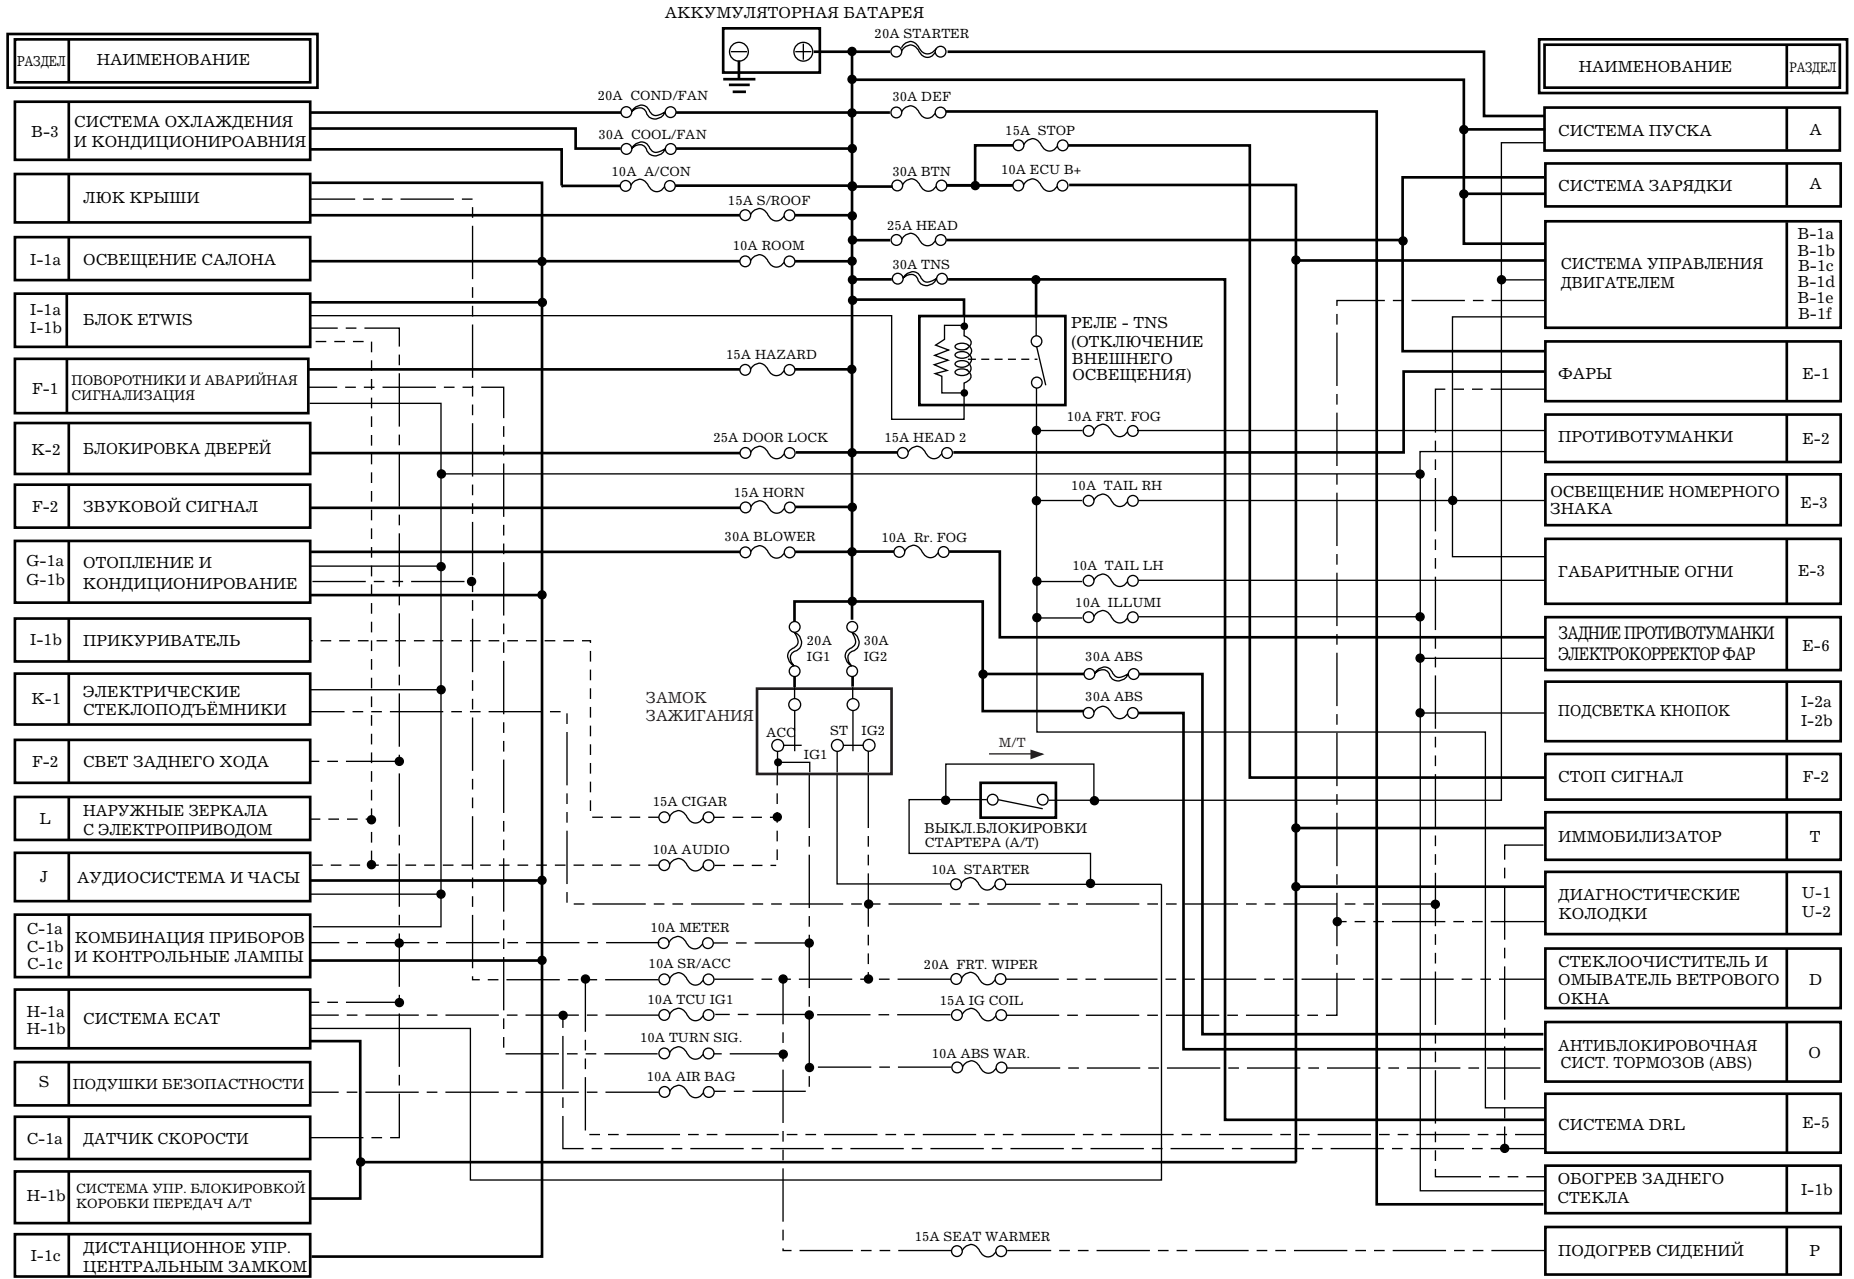 АККУМУЛЯТОРНАЯ БАТАРЕЯ
РАЗДЕЛ НАИМЕНОВАНИЕ
B-3 СИСТЕМА ОХЛАЖДЕНИЯ
И КОНДИЦИОНИРОАВНИЯ
ЛЮК КРЫШИ
I-1a ОСВЕЩЕНИЕ САЛОНА
I-1a
I-1b
БЛОК ETWIS
F-1 ПОВОРОТНИКИ И АВАРИЙНАЯ
СИГНАЛИЗАЦИЯ
K-2 БЛОКИРОВКА ДВЕРЕЙ
F-2 ЗВУКОВОЙ СИГНАЛ
G-1a ОТОПЛЕНИЕ И
G-1b КОНДИЦИОНИРОВАНИЕ
I-1b ПРИКУРИВАТЕЛЬ
K-1 ЭЛЕКТРИЧЕСКИЕ
СТЕКЛОПОДЪЁМНИКИ
F-2 СВЕТ ЗАДНЕГО ХОДА
L НАРУЖНЫЕ ЗЕРКАЛА
С ЭЛЕКТРОПРИВОДОМ
J АУДИОСИСТЕМА И ЧАСЫ
C-1a
C-1b
C-1c
КОМБИНАЦИЯ ПРИБОРОВ
И КОНТРОЛЬНЫЕ ЛАМПЫ
H-1a
H-1b
СИСТЕМА ECAT
S ПОДУШКИ БЕЗОПАСТНОСТИ
C-1a ДАТЧИК СКОРОСТИ
H-1b СИСТЕМА УПР. БЛОКИРОВКОЙ
КОРОБКИ ПЕРЕДАЧ A/T
I-1c ДИСТАНЦИОННОЕ УПР.
ЦЕНТРАЛЬНЫМ ЗАМКОМ
20A COND/FAN
30A COOL/FAN
10A A/CON
15A S/ROOF
10A ROOM
15A HAZARD
25A DOOR LOCK
15A HORN
30A BLOWER
20A
IG1
30A
IG2
ЗАМОК
ЗАЖИГАНИЯ
ACC
IG1
ST
IG2
15A CIGAR
10A AUDIO
10A METER
10A SR/ACC
10A TCU IG1
10A TURN SIG.
10A AIR BAG
20A STARTER
30A DEF
15A STOP
30A BTN
10A ECU B+
25A HEAD
30A TNS
РЕЛЕ - TNS
(ОТКЛЮЧЕНИЕ
ВНЕШНЕГО
ОСВЕЩЕНИЯ)
10A FRT. FOG
15A HEAD 2
10A TAIL RH
10A Rr. FOG
10A TAIL LH
10A ILLUMI
30A ABS
30A ABS
M/T
ВЫКЛ.БЛОКИРОВКИ
СТАРТЕРА (A/T)
10A STARTER
20A FRT. WIPER
15A IG COIL
10A ABS WAR.
15A SEAT WARMER
НАИМЕНОВАНИЕ РАЗДЕЛ
СИСТЕМА ПУСКА A
СИСТЕМА ЗАРЯДКИ A
СИСТЕМА УПРАВЛЕНИЯ
ДВИГАТЕЛЕМ
B-1a
B-1b
B-1c
B-1d
B-1e
B-1f
ФАРЫ E-1
ПРОТИВОТУМАНКИ E-2
ОСВЕЩЕНИЕ НОМЕРНОГО
ЗНАКА E-3
ГАБАРИТНЫЕ ОГНИ E-3
ЗАДНИЕ ПРОТИВОТУМАНКИ
ЭЛЕКТРОКОРРЕКТОР ФАР E-6
ПОДСВЕТКА КНОПОК
I-2a
I-2b
СТОП СИГНАЛ F-2
ИММОБИЛИЗАТОР T
ДИАГНОСТИЧЕСКИЕ U-1
КОЛОДКИ U-2
СТЕКЛООЧИСТИТЕЛЬ И
ОМЫВАТЕЛЬ ВЕТРОВОГО D
ОКНА
АНТИБЛОКИРОВОЧНАЯ
СИСТ. ТОРМОЗОВ (ABS) O
СИСТЕМА DRL E-5
ОБОГРЕВ ЗАДНЕГО
СТЕКЛА I-1b
ПОДОГРЕВ СИДЕНИЙ P